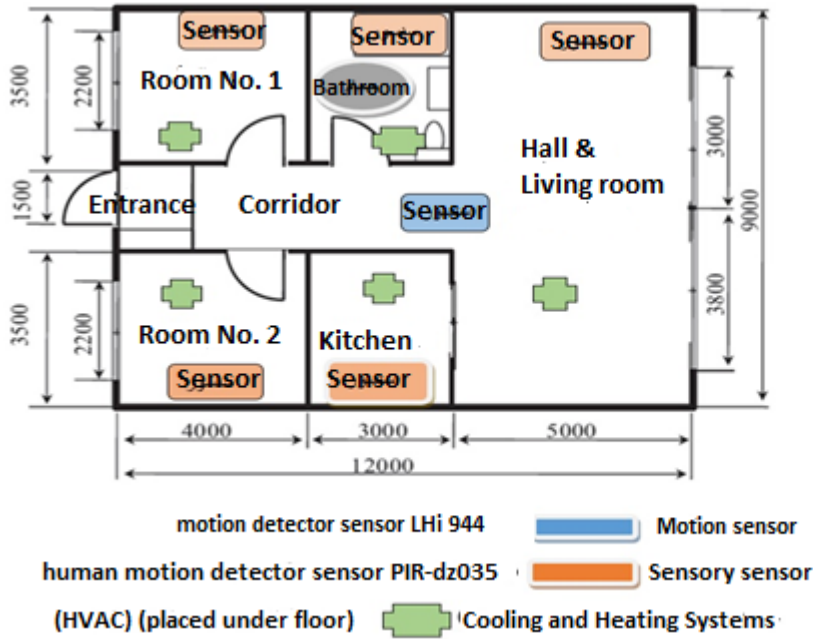 Sensor
Sensor
Sensor
Room No. 1
Bathroom
3500
2200
Hall &
Living room
3000
9000
1500
Entrance
Corridor
Sensor
3500
2200
3800
Room No. 2
Kitchen
Sensor
Sensor
4000
3000
5000
12000
motion detector sensor LHi 944
Motion sensor
human motion detector sensor PIR-dz035
Sensory sensor
(HVAC) (placed under floor)
Cooling and Heating Systems